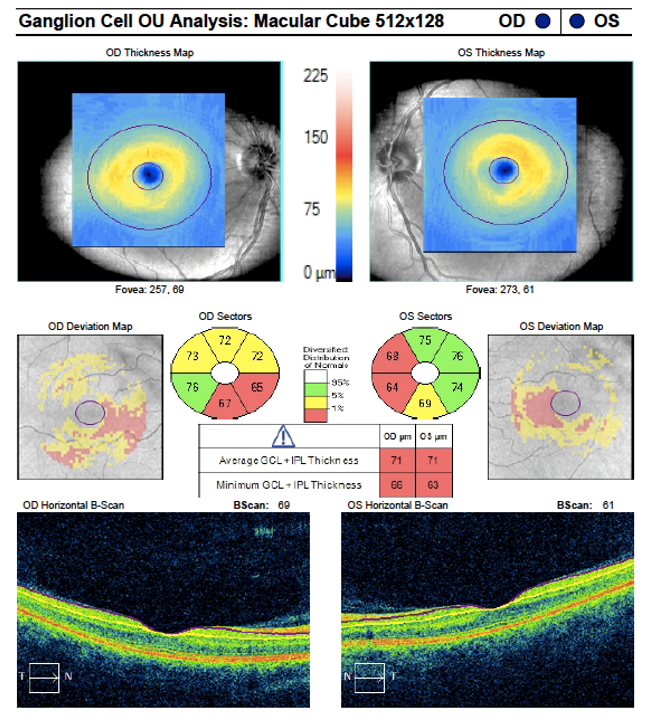 Ganglion Cell OU Analysis: Macular Cube 512x128 OD OS
OD Thickness Map
OS Thickness Map
225
150
75
0 µm
Fovea: 257, 69
Fovea: 273, 61
OD Deviation Map
OD Sectors
OS Sectors
OS Deviation Map
72
73
72
76
65
67
Diversified:
Distribution
of Normals
95%
5%
1%
75
68
76
64
74
69
OD µm
OS µm
Average GCL + IPL Thickness
71
71
Minimum GCL + IPL Thickness
66
63
OD Horizontal B-Scan
BScan: 69
OS Horizontal B-Scan
BScan: 61
T
N
N
T